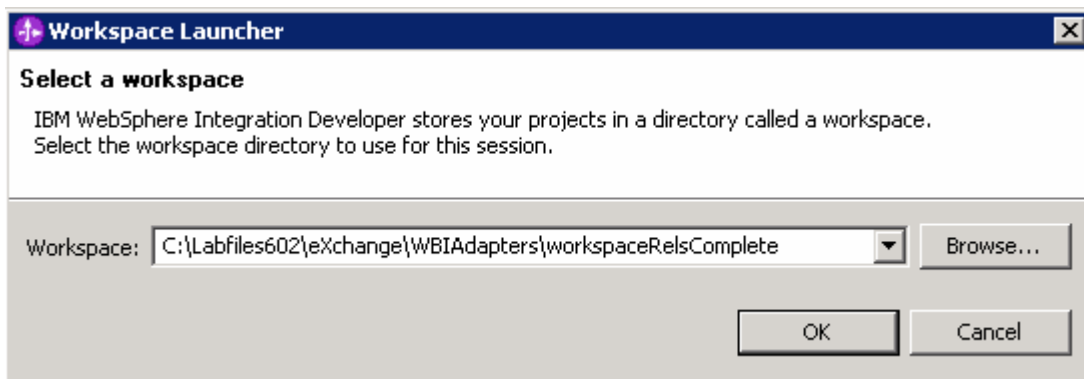 Workspace Launcher
Select a workspace
IBM WebSphere Integration Developer stores your projects in a directory called a workspace.
Select the workspace directory to use for this session.
Workspace: C:\Labfiles602\eXchange\WBIAdapters\workspaceRelsComplete Browse...
OK Cancel